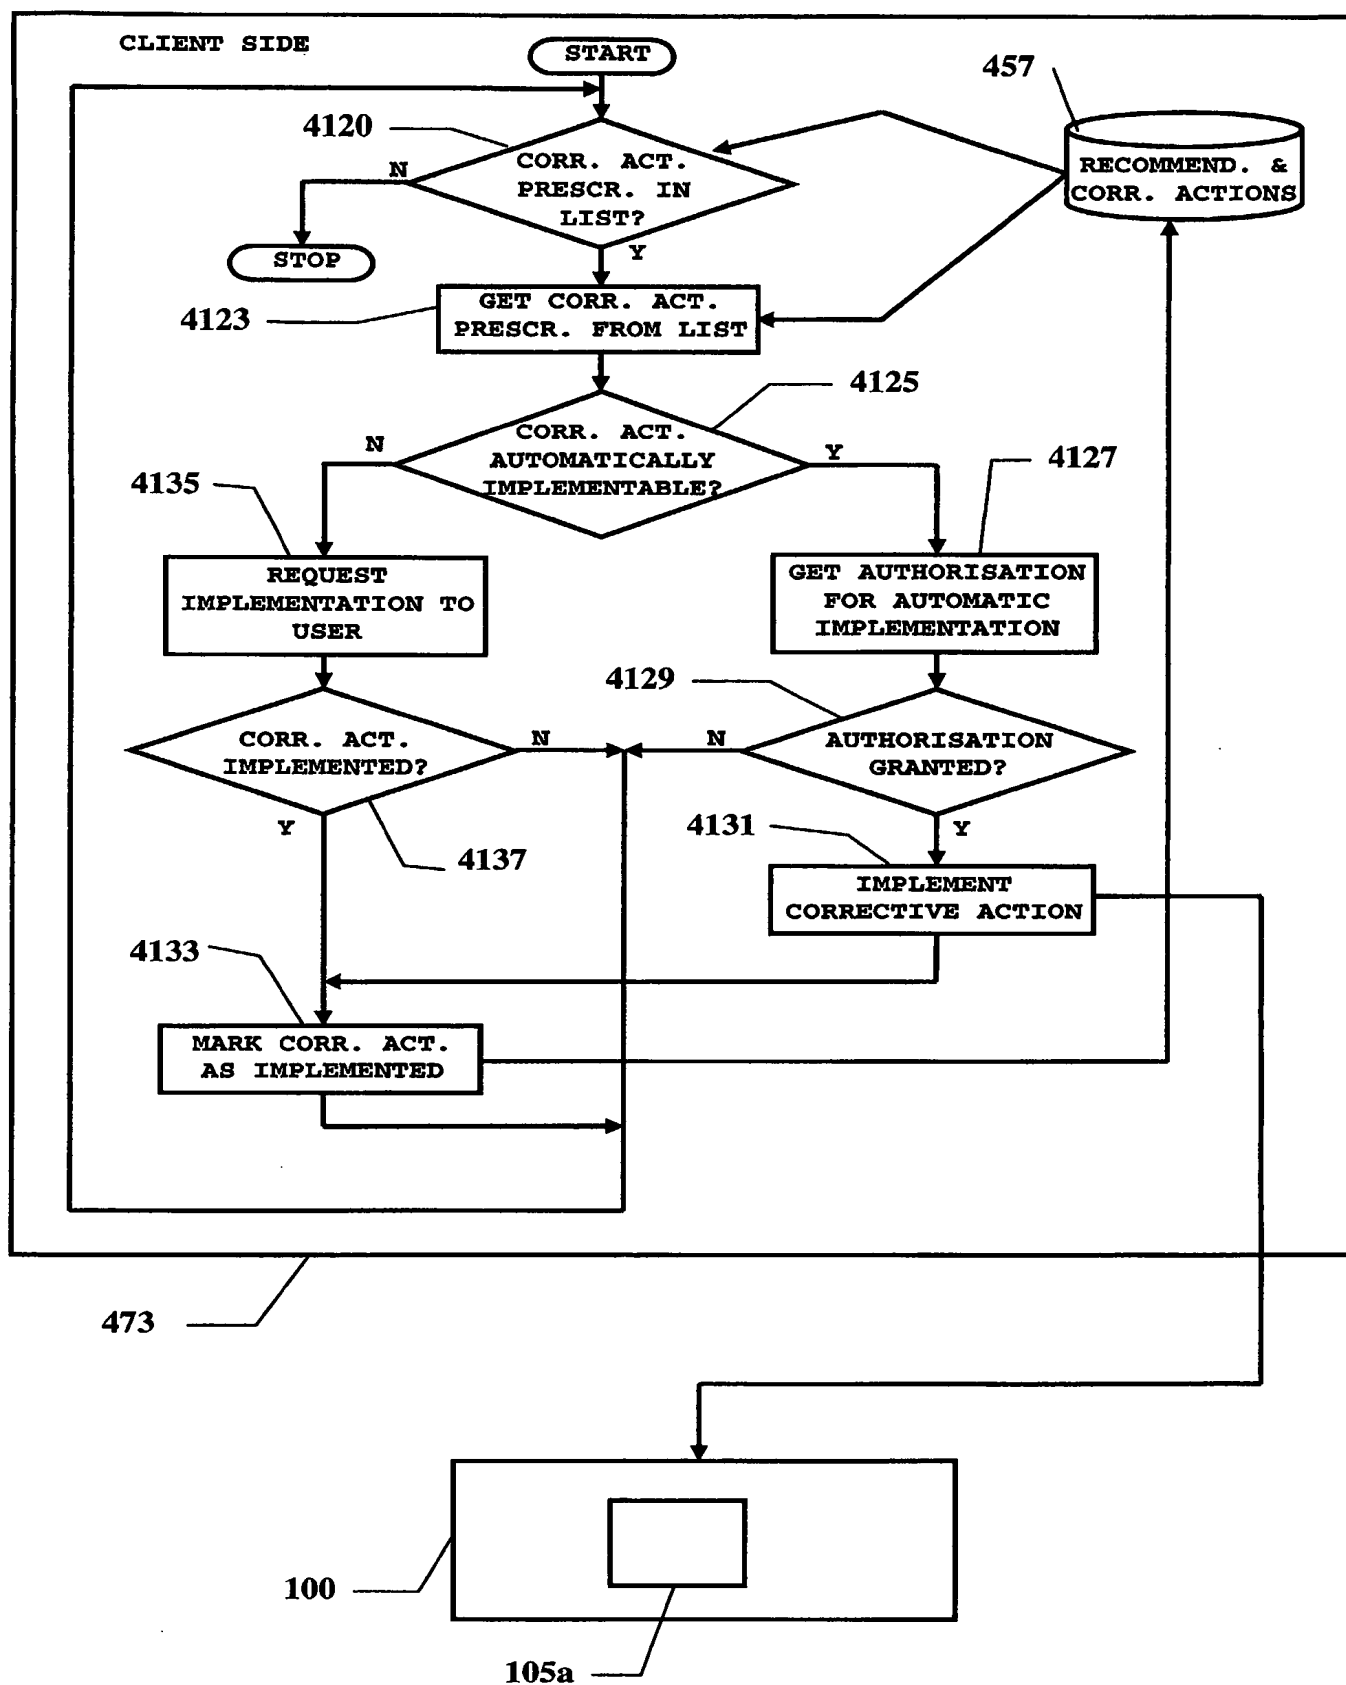 CLIENT SIDE
START
457
4120
CORR. ACT.
PRESCR. IN
LIST?
N
RECOMMEND. &
CORR. ACTIONS
STOP
Y
4123
GET CORR. ACT.
PRESCR. FROM LIST
4125
CORR. ACT.
AUTOMATICALLY
IMPLEMENTABLE?
N
Y
4135
4127
REQUEST
IMPLEMENTATION TO
USER
GET AUTHORISATION
FOR AUTOMATIC
IMPLEMENTATION
4129
CORR. ACT.
IMPLEMENTED?
N
N
AUTHORISATION
GRANTED?
Y
4137
4131
Y
IMPLEMENT
CORRECTIVE ACTION
4133
MARK CORR. ACT.
AS IMPLEMENTED
473
100
105a